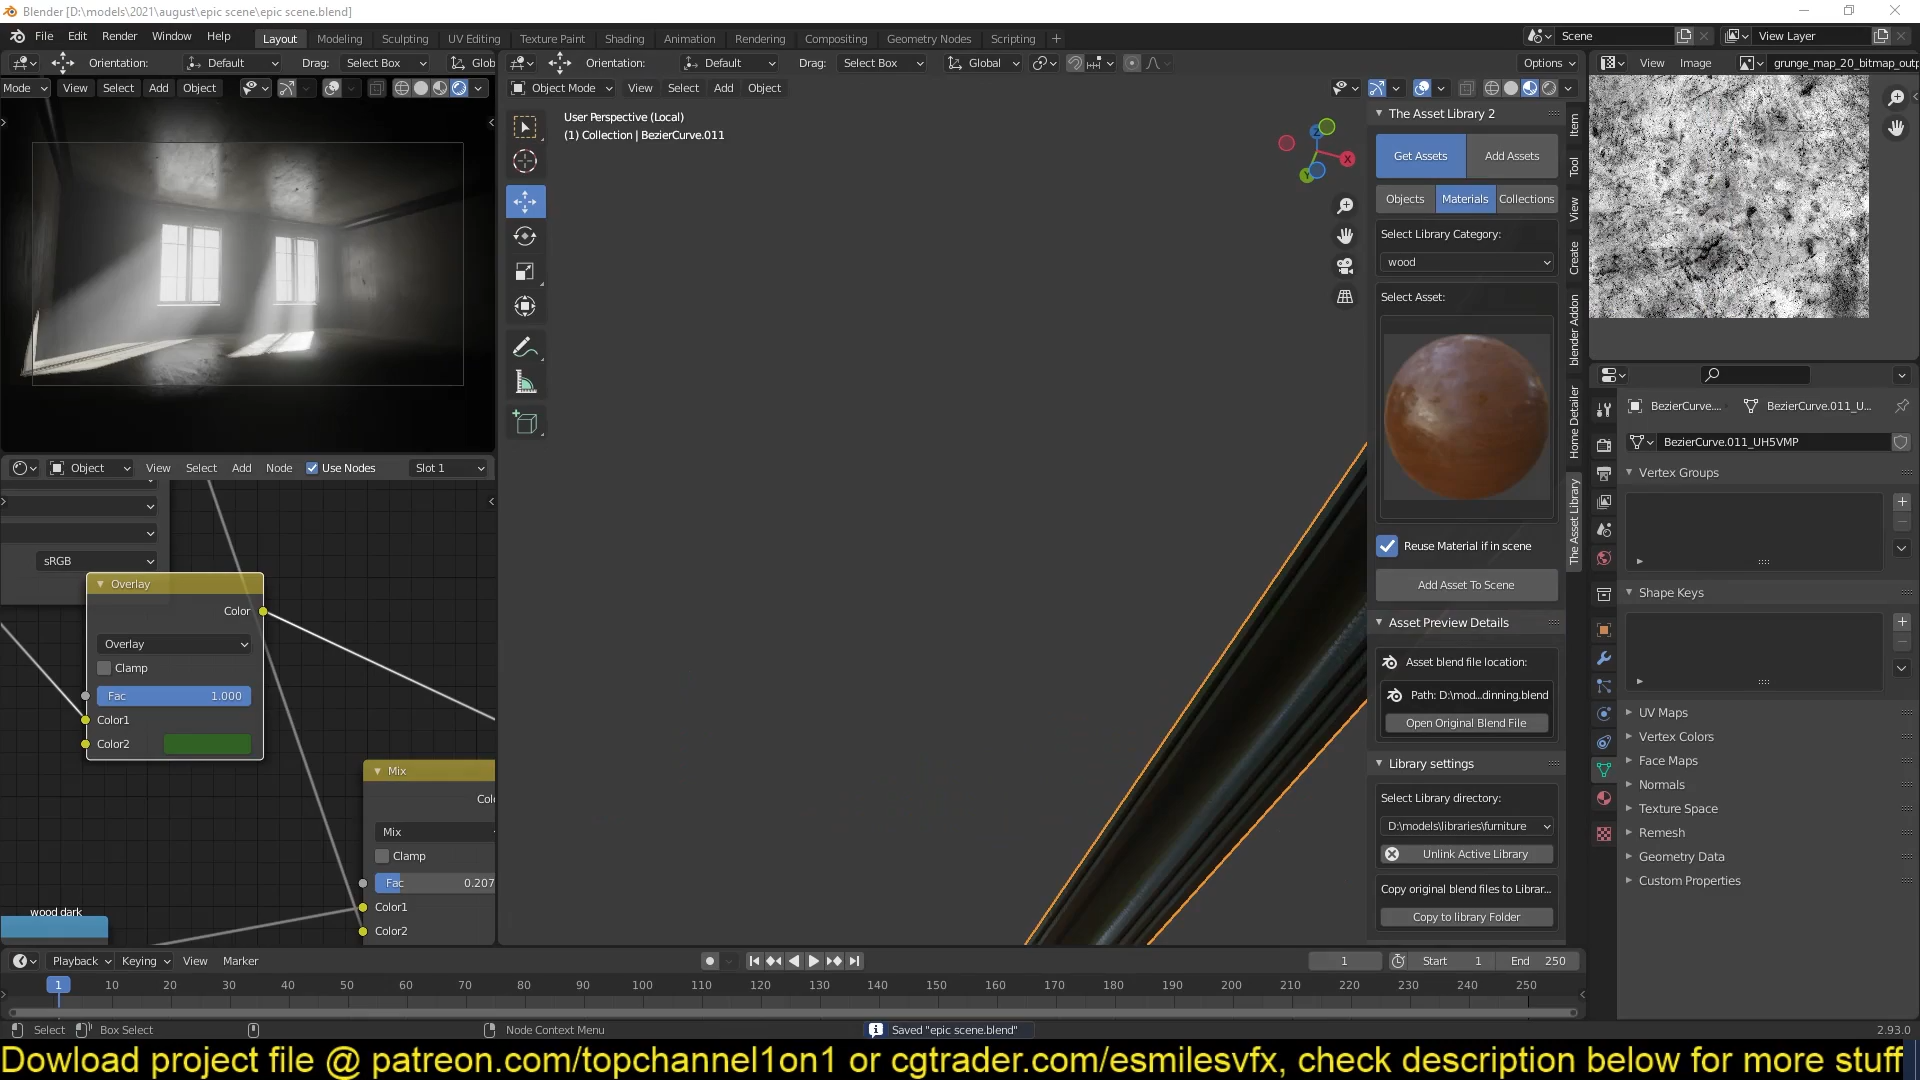 Blender [D:\models\2021\august\epic scene\epic scene.blend]
File Edit Render Window Help Layout Modeling Sculpting UV Editing Texture Paint Shading Animation Rendering Compositing Geometry Nodes Scripting + Scene View Layer
Orientation: Default Drag: Select Box Glob Orientation: Default Drag: Select Box Global Options View Image grunge_map_20_bitmap_outp
Mode View Select Add Object Object Mode View Select Add Object
User Perspective (Local)
(1) Collection | BezierCurve.011
The Asset Library 2
Get Assets Add Assets
Objects Materials Collections
Select Library Category:
wood
Select Asset:
Reuse Material if in scene
Add Asset To Scene
Asset Preview Details
Asset blend file location:
Path: D:\mod...dinning.blend
Open Original Blend File
Library settings
Select Library directory:
D:\models\libraries\furniture
Unlink Active Library
Copy original blend files to Librar...
Copy to library Folder
Item
Tool
View
Create
blender Addon
Home Detailer
The Asset Library
X
Y
Z
BezierCurve.... BezierCurve.011_U...
BezierCurve.011_UH5VMP
Vertex Groups
Shape Keys
UV Maps
Vertex Colors
Face Maps
Normals
Texture Space
Remesh
Geometry Data
Custom Properties
Object View Select Add Node Use Nodes Slot 1
sRGB
Overlay
Color
Overlay
Clamp
Fac 1.000
Color1
Color2
Mix
Colo
Mix
Clamp
Fac 0.207
Color1
Color2
wood dark
Playback Keying View Marker 1 Start 1 End 250
1 10 20 30 40 50 60 70 80 90 100 110 120 130 140 150 160 170 180 190 200 210 220 230 240 250
Select Box Select Node Context Menu Saved "epic scene.blend" 2.93.0
Dowload project file @ patreon.com/topchannel1on1 or cgtrader.com/esmilesvfx, check description below for more stuff